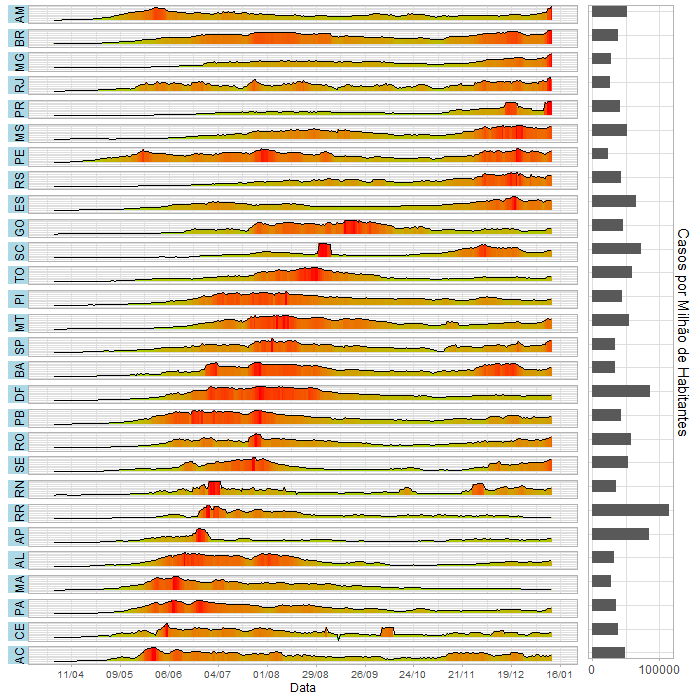 AM
BR
MG
RJ
PR
MS
PE
RS
ES
GO
SC
TO
PI
MT
SP
BA
DF
PB
RO
SE
RN
RR
AP
AL
MA
PA
CE
AC
11/04 09/05 06/06 04/07 01/08 29/08 26/09 24/10 21/11 19/12 16/01
Data
0 100000
Casos por Milhão de Habitantes